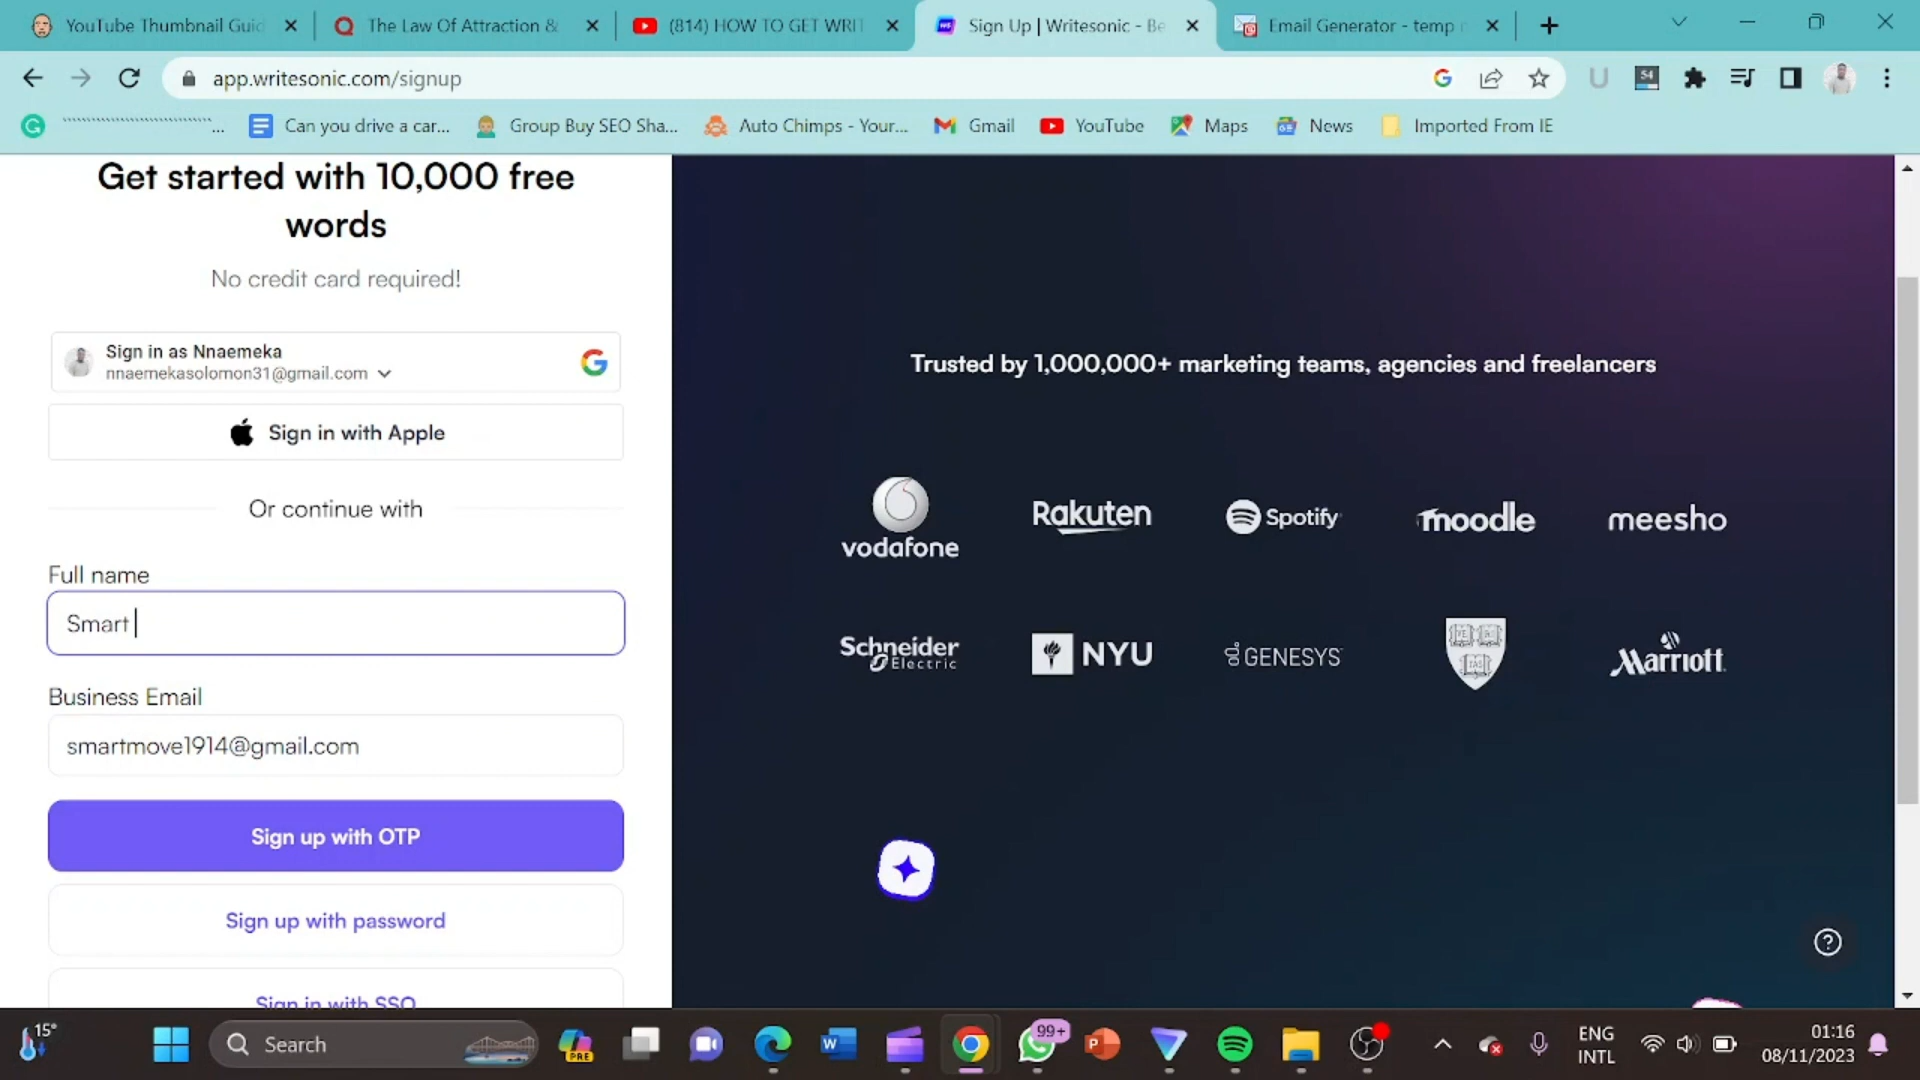 YouTube Thumbnail Guid
The Law Of Attraction &
(814) HOW TO GET WRIT
Sign Up | Writesonic - Be
Email Generator - temp m
app.writesonic.com/signup
54
Can you drive a car...
Group Buy SEO Sha...
Auto Chimps - Your...
Gmail
YouTube
Maps
News
Imported From IE
Get started with 10,000 free
words
No credit card required!
Sign in as Nnaemeka
nnaemekasolomon31@gmail.com
Sign in with Apple
Or continue with
Full name
Smart
Business Email
smartmove1914@gmail.com
Sign up with OTP
Sign up with password
Sign in with SSO
Trusted by 1,000,000+ marketing teams, agencies and freelancers
vodafone
Rakuten
Spotify
moodle
meesho
Schneider
Electric
NYU
GENESYS
Marriott
15°
Search
PRE
99+
ENG
INTL
01:16
08/11/2023